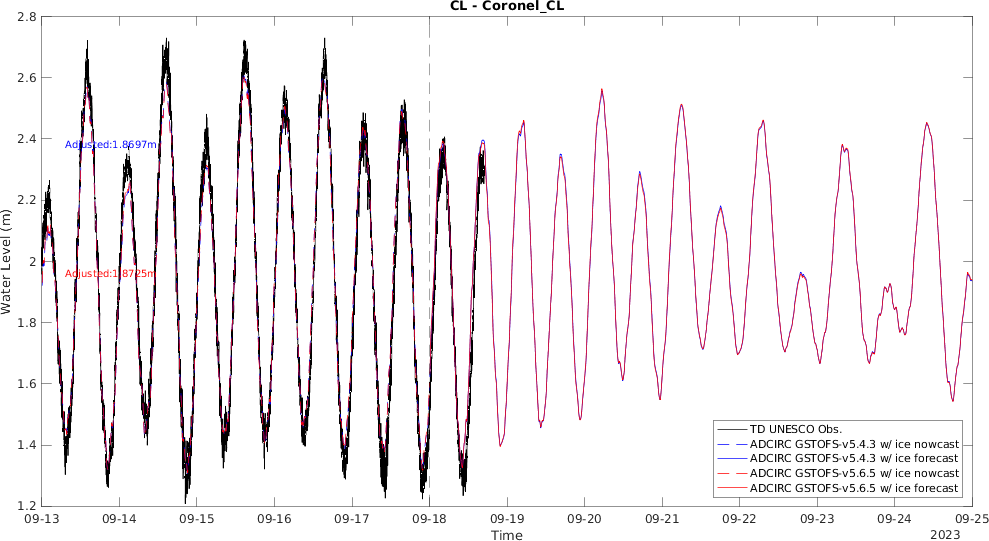 CL - Coronel_CL
2.8
2.6
2.4
2.2
2
1.8
1.6
1.4
1.2
Water Level (m)
Adjusted:1.8697m
Adjusted:1.8725m
TD UNESCO Obs.
ADCIRC GSTOFS-v5.4.3 w/ ice nowcast
ADCIRC GSTOFS-v5.4.3 w/ ice forecast
ADCIRC GSTOFS-v5.6.5 w/ ice nowcast
ADCIRC GSTOFS-v5.6.5 w/ ice forecast
09-13 09-14 09-15 09-16 09-17 09-18 09-19 09-20 09-21 09-22 09-23 09-24 09-25
Time
2023